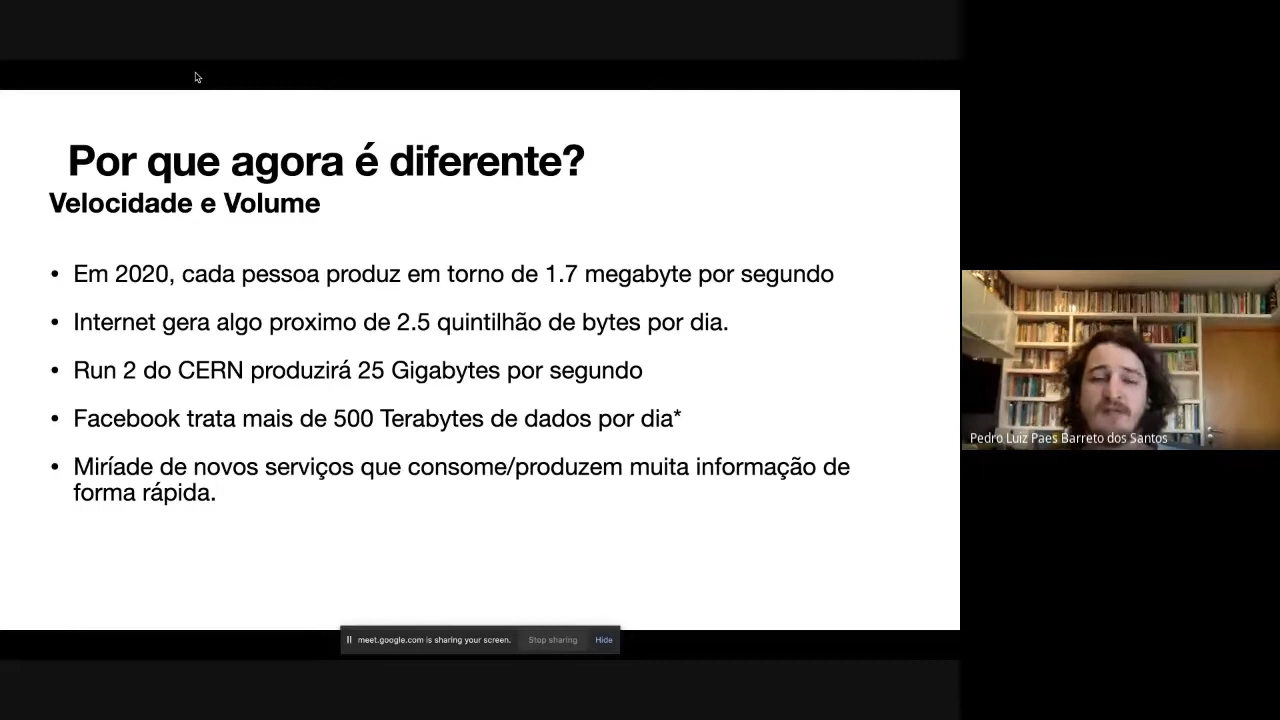 Por que agora é diferente?
Velocidade e Volume
• Em 2020, cada pessoa produz em torno de 1.7 megabyte por segundo
• Internet gera algo proximo de 2.5 quintilhão de bytes por dia.
• Run 2 do CERN produzirá 25 Gigabytes por segundo
• Facebook trata mais de 500 Terabytes de dados por dia*
• Miríade de novos serviços que consome/produzem muita informação de
forma rápida.
Pedro Luiz Paes Barreto dos Santos
meet.google.com is sharing your screen. Stop sharing Hide